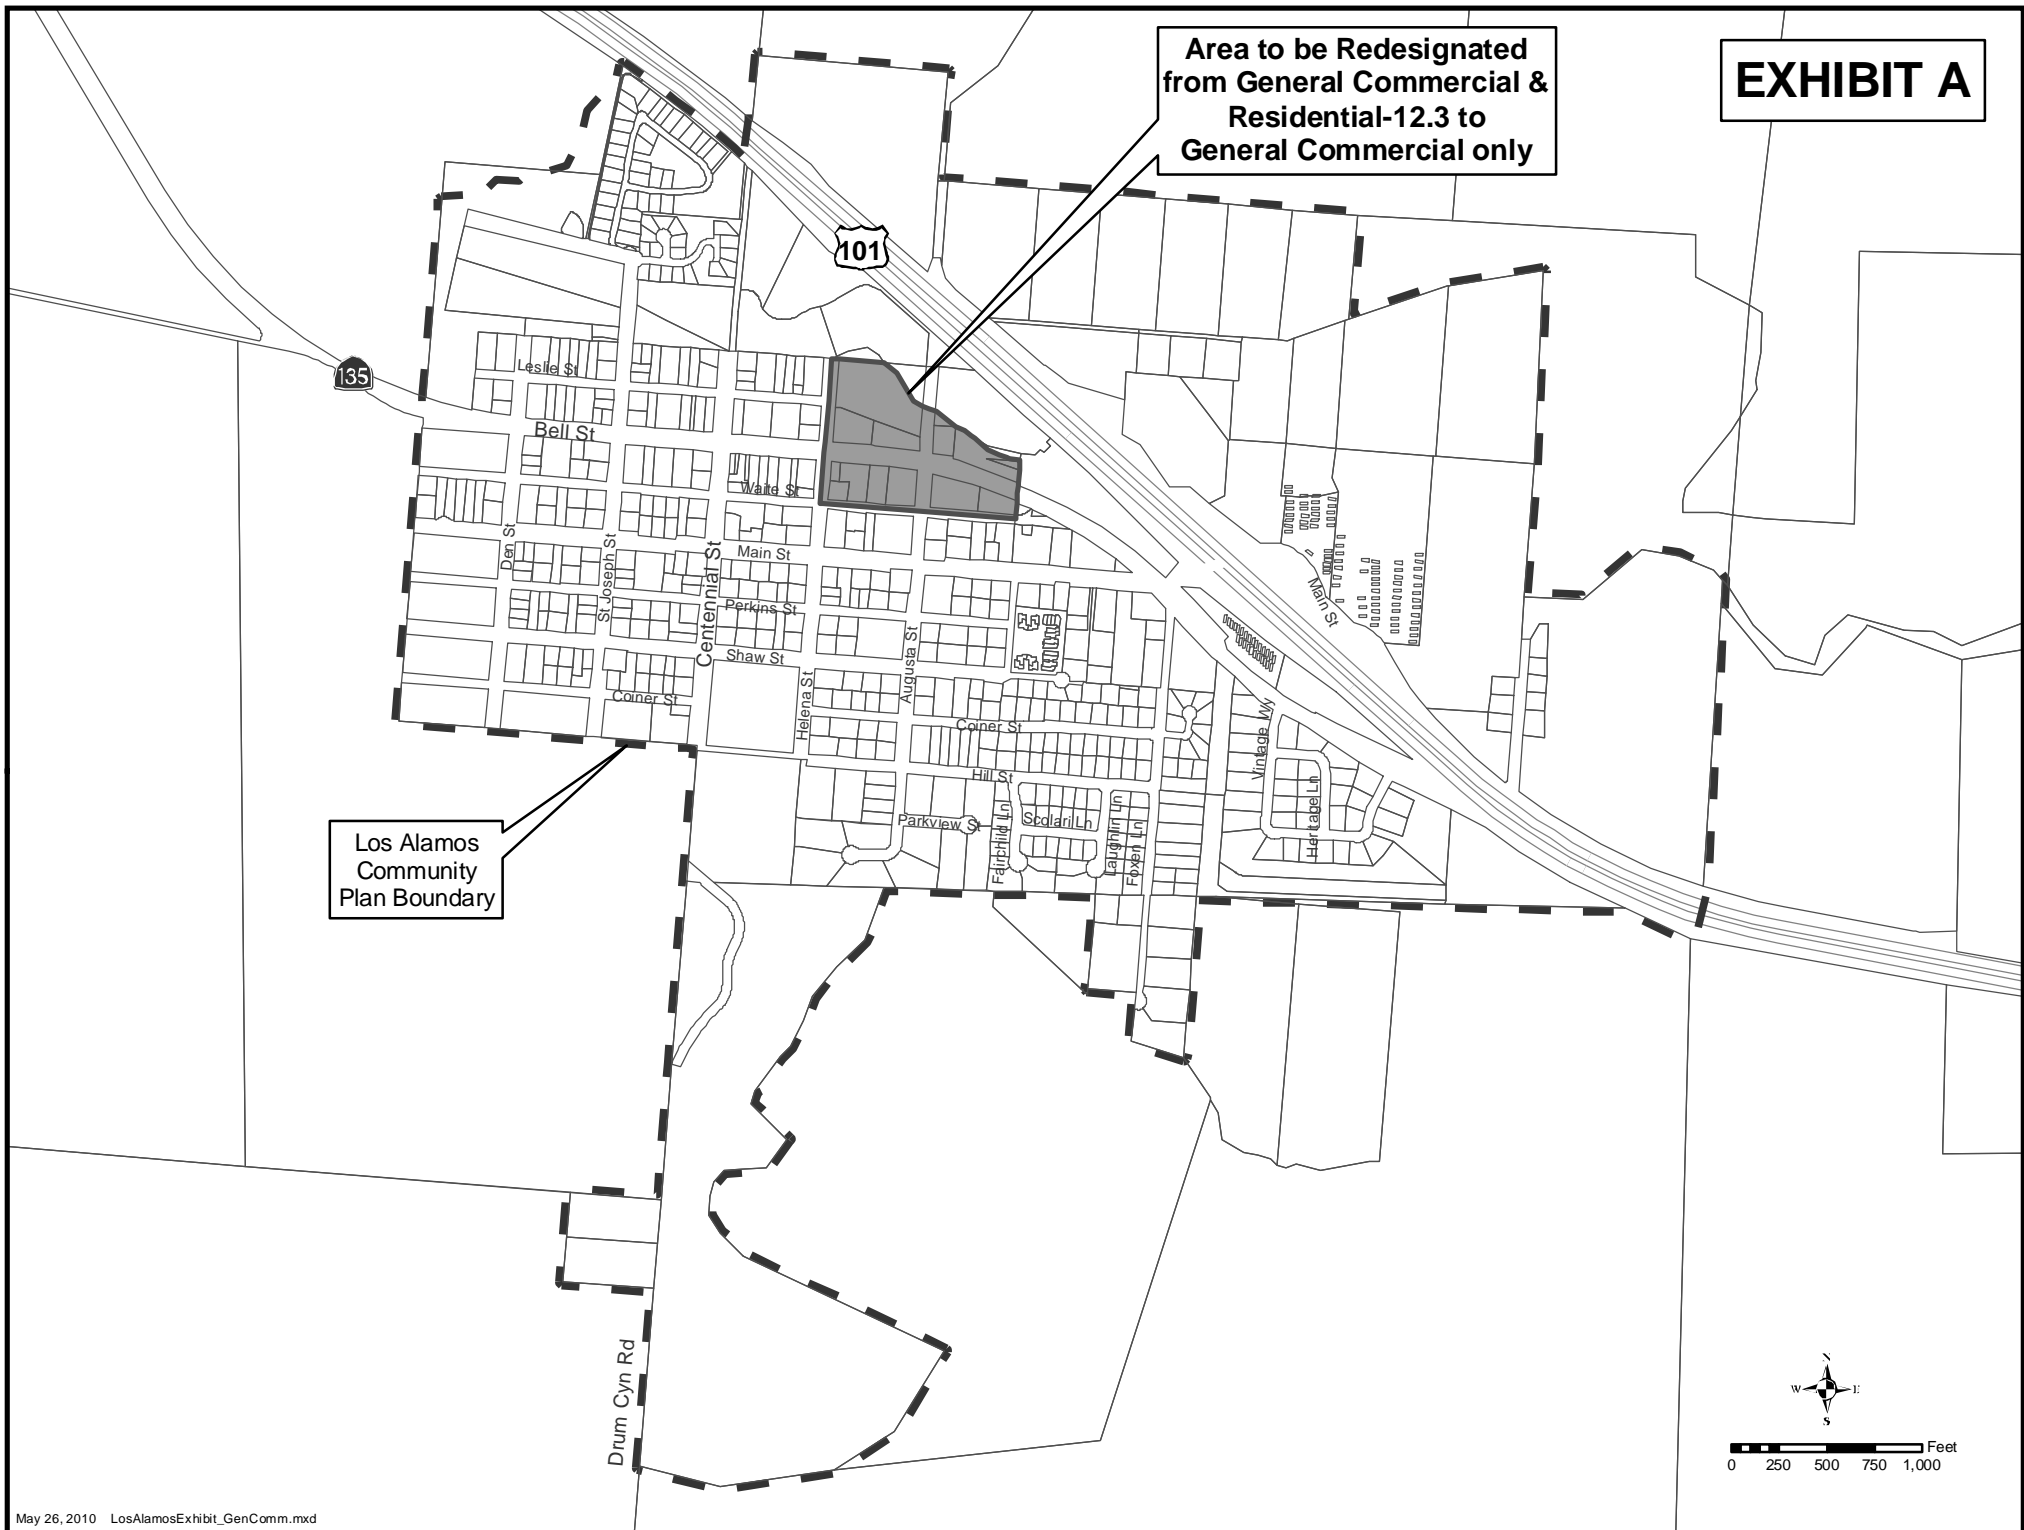 EXHIBIT A
Area to be Redesignated
from General Commercial &
Residential-12.3 to
General Commercial only
101
135
Leslie St
Bell St
Waite St
Den St
St Joseph St
Centennial St
Main St
Perkins St
Shaw St
Coiner St
Helena St
Augusta St
Main St
Coiner St
Vintage Wy
Hill St
Heritage Ln
Parkview St
Fairchild Ln
Scolari Ln
Laughlin Ln
Foxen Ln
Los Alamos
Community
Plan Boundary
Drum Cyn Rd
N
W E
S
Feet
0 250 500 750 1,000
May 26, 2010 LosAlamosExhibit_GenComm.mxd